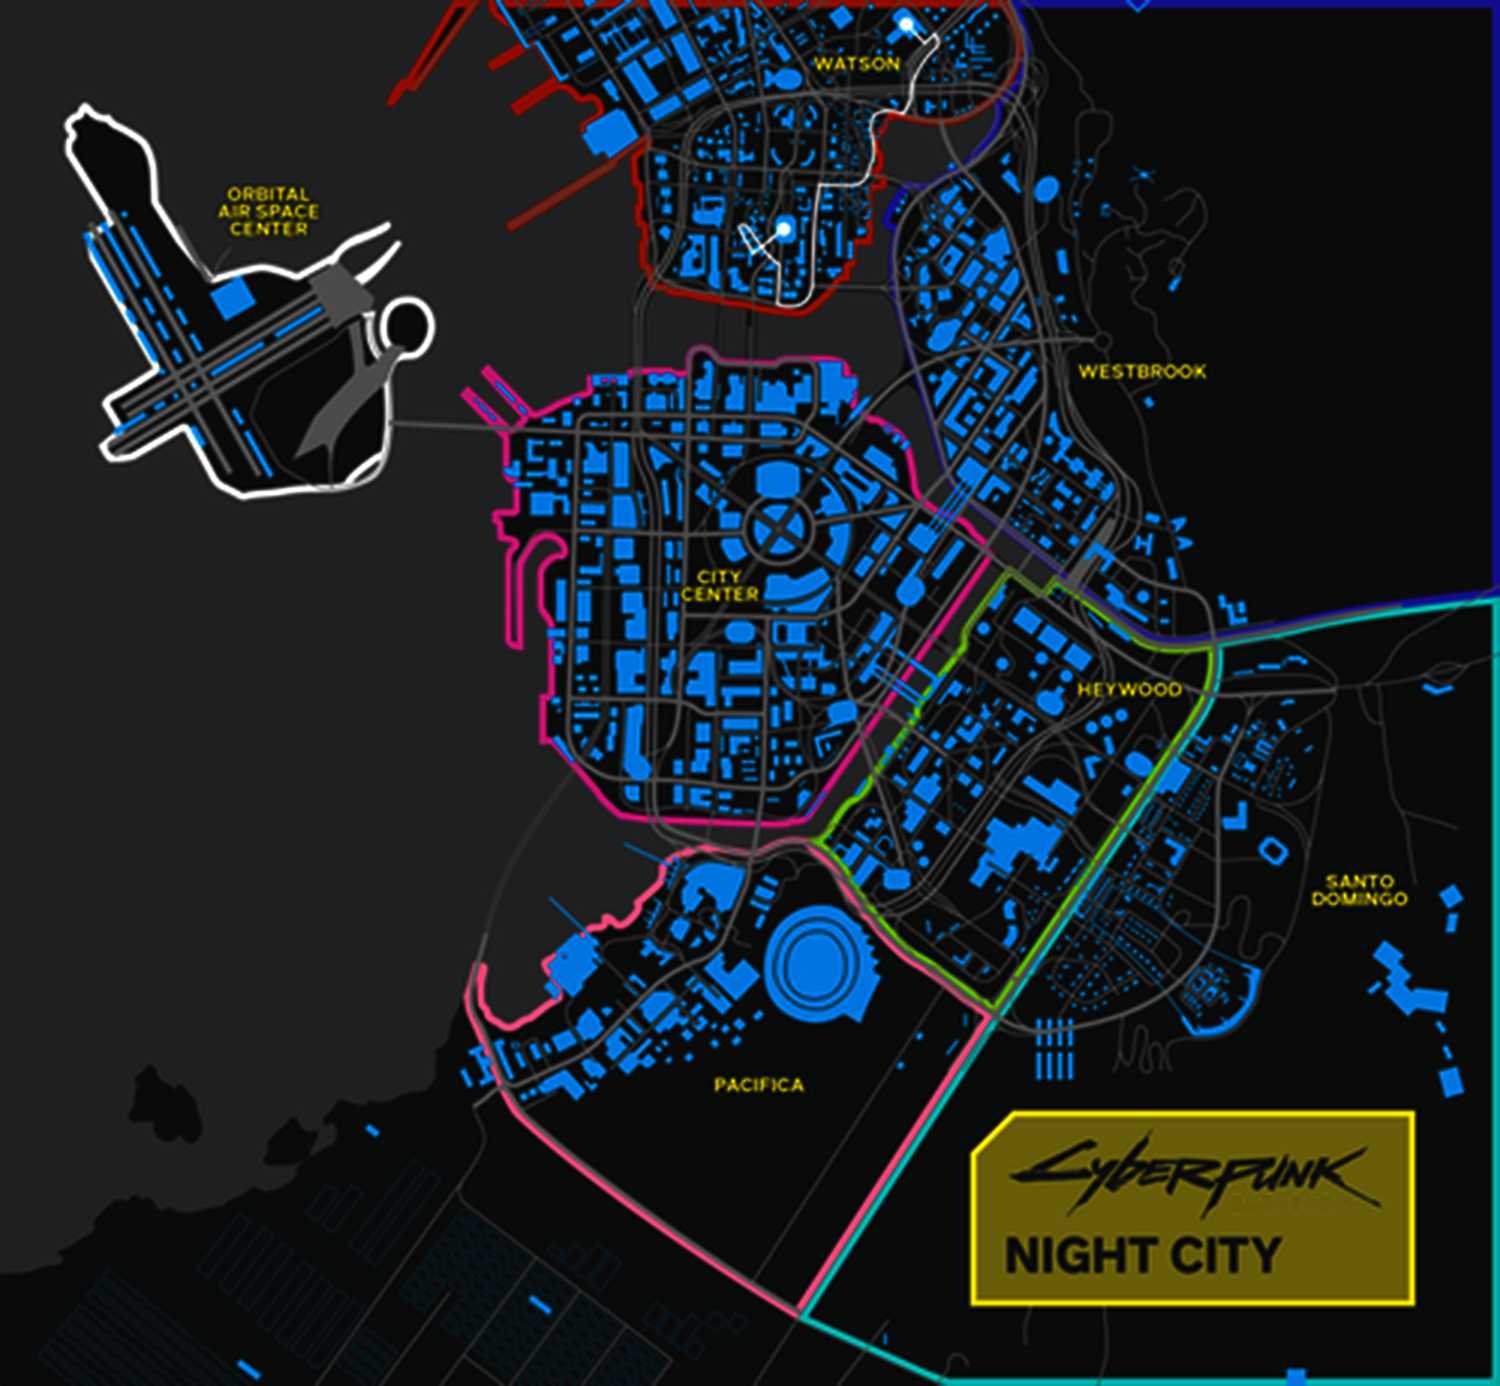 WATSON
ORBITAL
AIR SPACE
CENTER
WESTBROOK
CITY
CENTER
HEYWOOD
SANTO
DOMINGO
PACIFICA
CYBERPUNK
NIGHT CITY